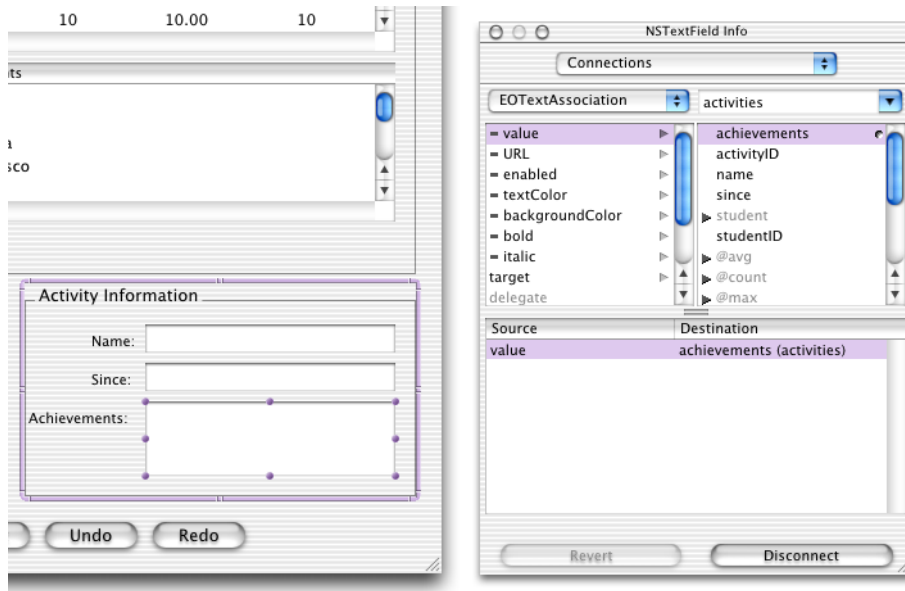 10 10.00 10
nts
a
sco
Activity Information
Name:
Since:
Achievements:
Undo Redo
NSTextField Info
Connections
EOTextAssociation activities
= value achievements
= URL activityID
= enabled name
= textColor since
= backgroundColor student
= bold studentID
= italic @avg
target @count
delegate @max
Source Destination
value achievements (activities)
Revert Disconnect